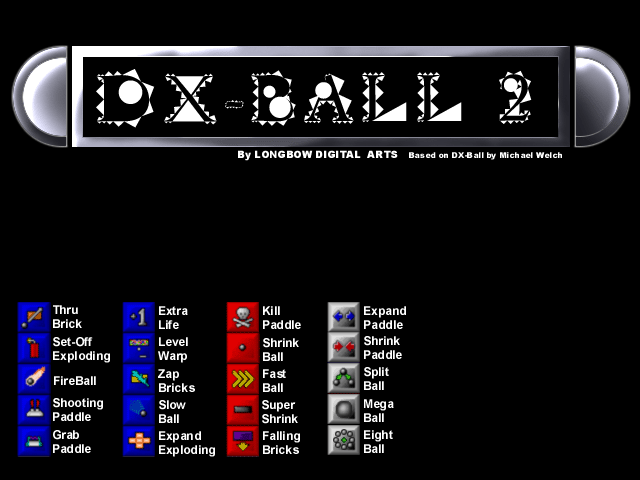 DX-BALL 2
By LONGBOW DIGITAL ARTS Based on DX-Ball by Michael Welch
Thru
Brick
Set-Off
Exploding
FireBall
Shooting
Paddle
Grab
Paddle
+1
Extra
Life
Level
Warp
Zap
Bricks
Slow
Ball
Expand
Exploding
Kill
Paddle
Shrink
Ball
Fast
Ball
Super
Shrink
Falling
Bricks
Expand
Paddle
Shrink
Paddle
Split
Ball
Mega
Ball
Eight
Ball